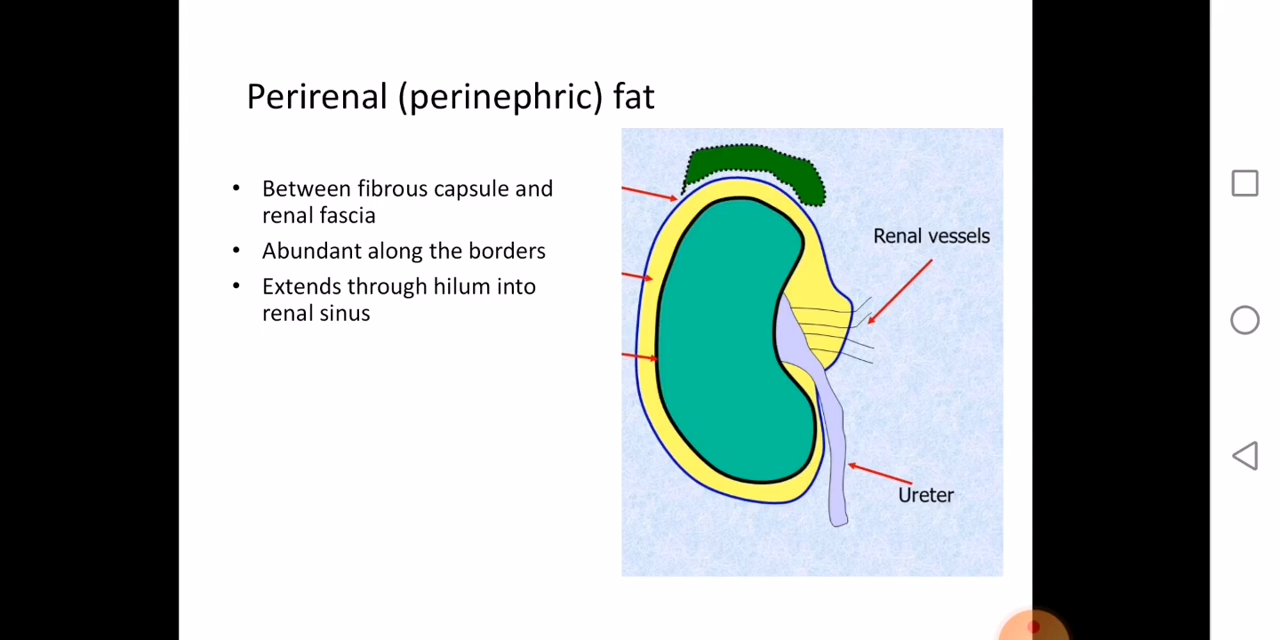 Perirenal (perinephric) fat
• Between fibrous capsule and
renal fascia
• Abundant along the borders
• Extends through hilum into
renal sinus
Renal vessels
Ureter